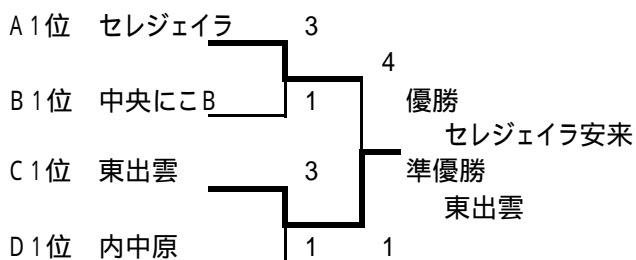 A1位 セレジェイラ 3
4
B1位 中央にこB 1 優勝
セレジェイラ安来
C1位 東出雲 3 準優勝
東出雲
D1位 内中原 1 1